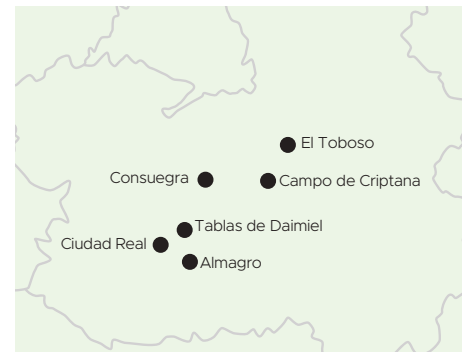 El Toboso
Consuegra
Campo de Criptana
Tablas de Daimiel
Ciudad Real
Almagro